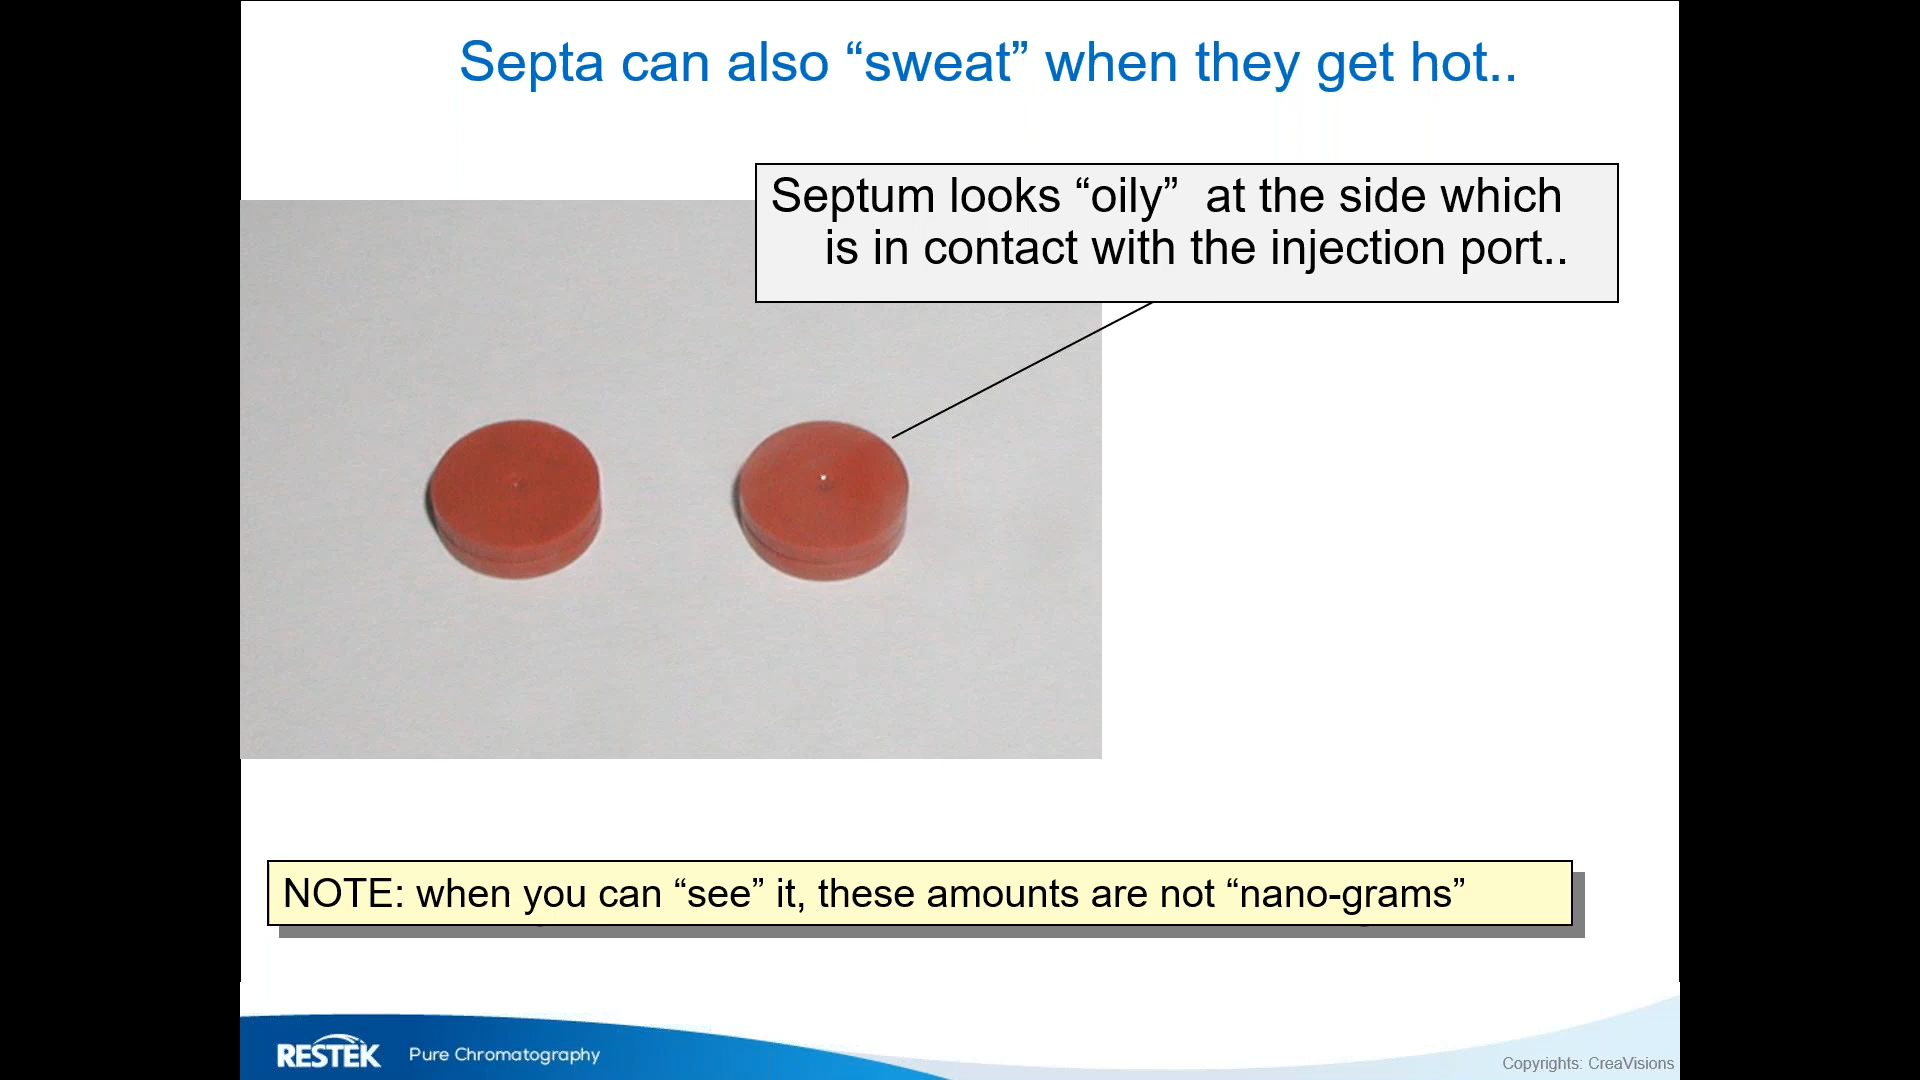 Septa can also “sweat” when they get hot..
Septum looks “oily”  at the side which
is in contact with the injection port..
NOTE: when you can “see” it, these amounts are not “nano-grams”
RESTEK Pure Chromatography
Copyrights: CreaVisions